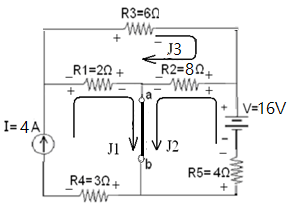 R3=6Ω
+ −
J3
R1=2Ω R2=8Ω
− + − +
a
V=16V
+
−
I=4A
J1 J2
b
R5=4Ω
−
+
R4=3Ω
− +